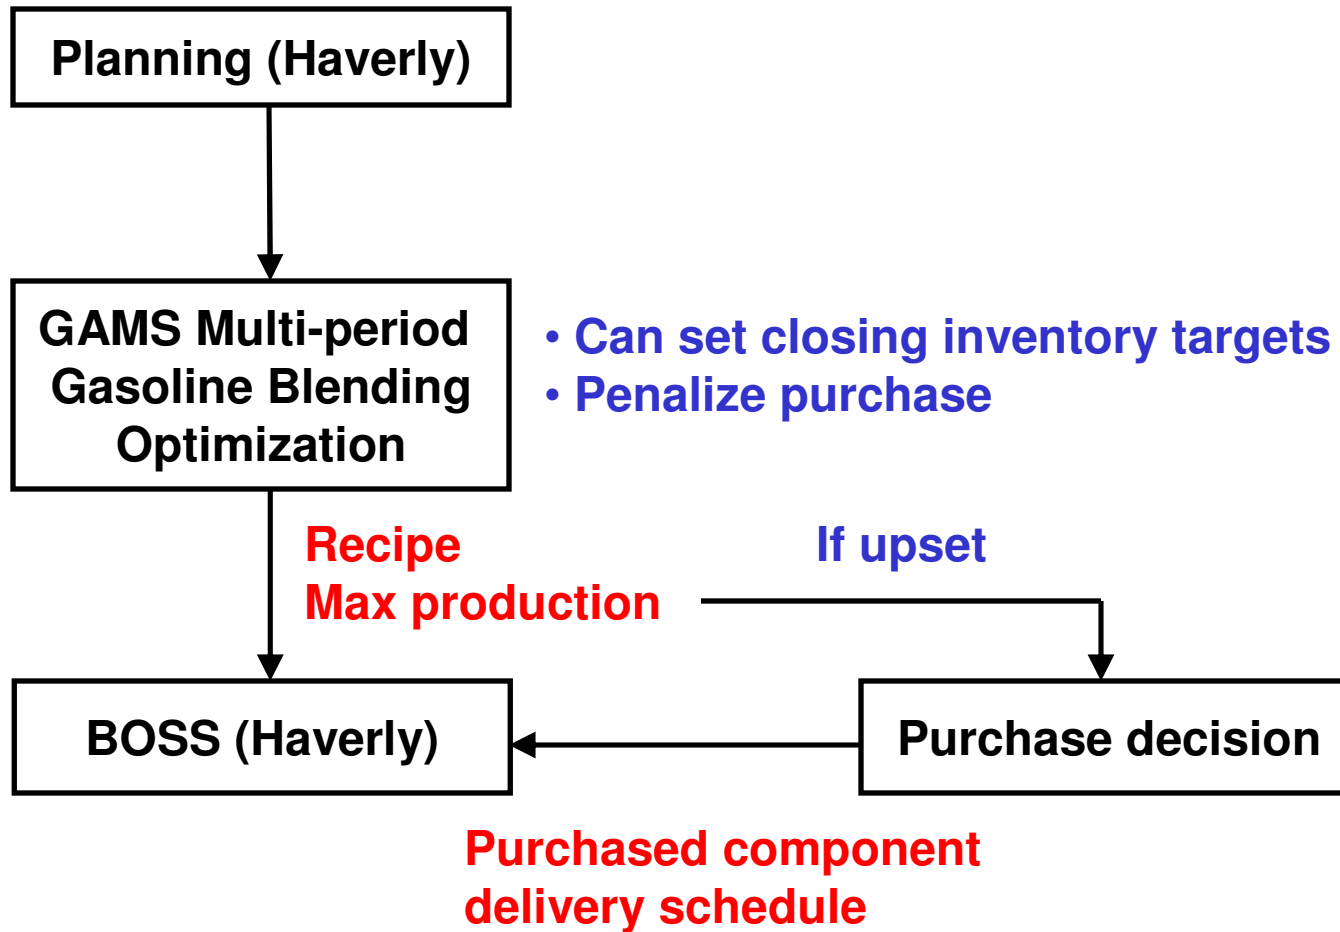 Planning (Haverly)
GAMS Multi-period
Gasoline Blending
Optimization
• Can set closing inventory targets
• Penalize purchase
Recipe
Max production
If upset
BOSS (Haverly)
Purchase decision
Purchased component
delivery schedule